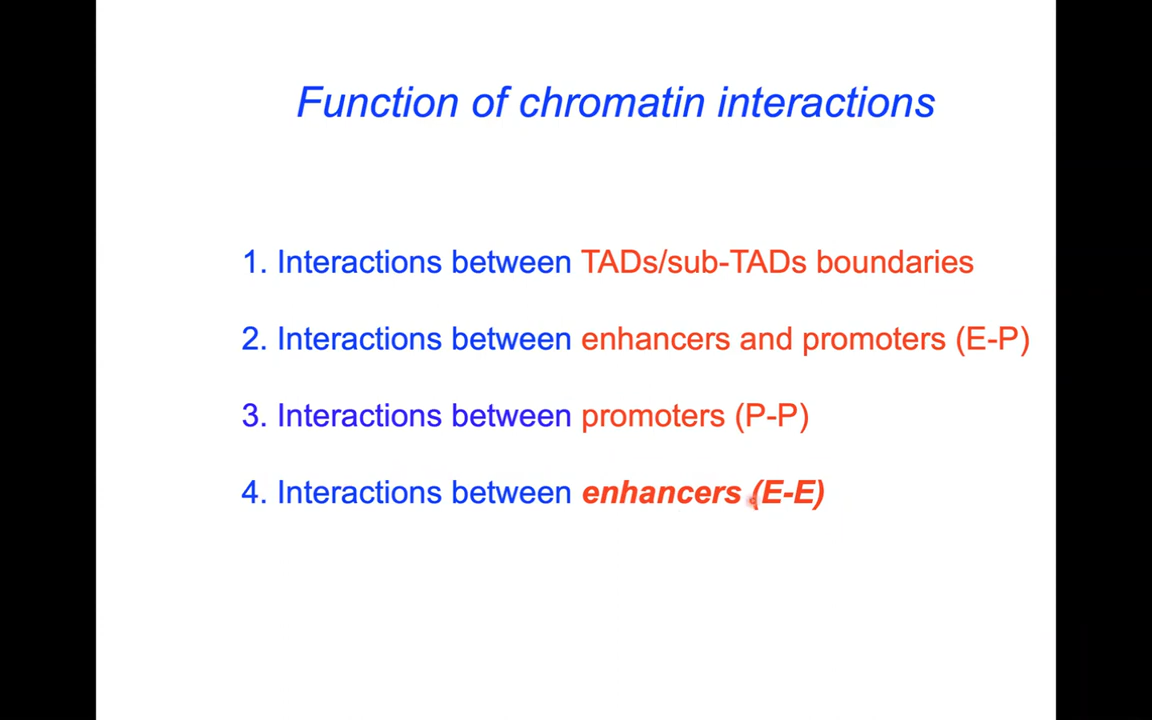 Function of chromatin interactions
1. Interactions between TADs/sub-TADs boundaries
2. Interactions between enhancers and promoters (E-P)
3. Interactions between promoters (P-P)
4. Interactions between enhancers (E-E)